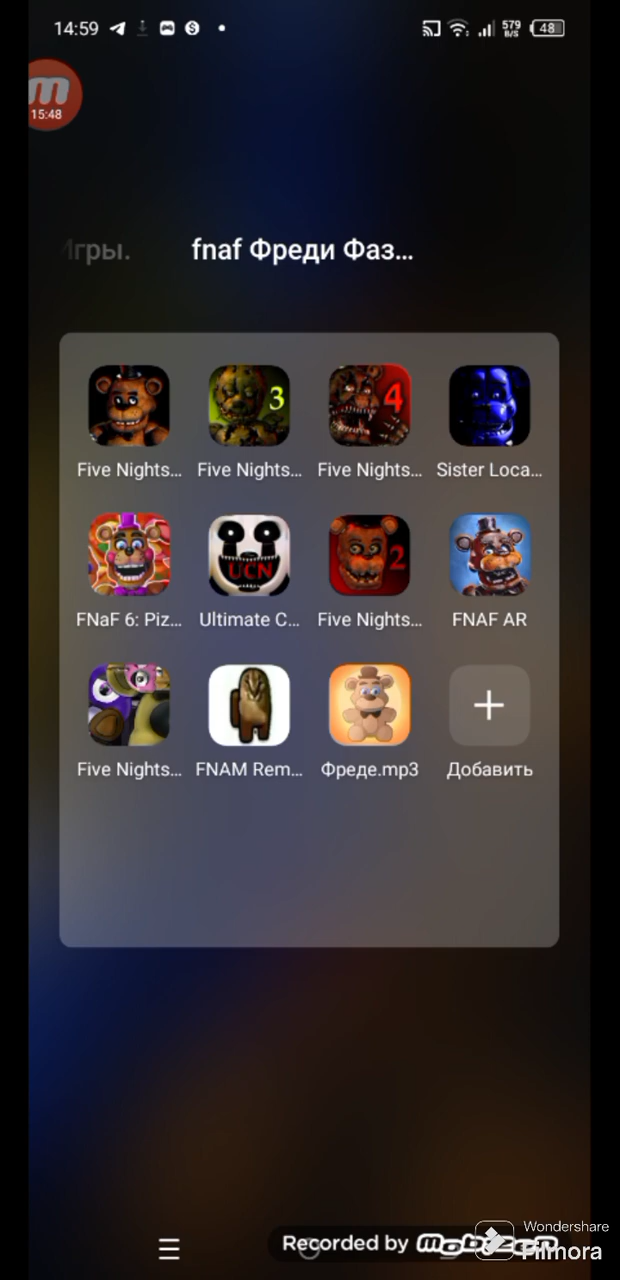 14:59
579
B/S
48
m
15:48
Игры.
fnaf Фреди Фаз...
3
4
Five Nights...
Five Nights...
Five Nights...
Sister Loca...
UCN
2
FNaF 6: Piz...
Ultimate C...
Five Nights...
FNAF AR
Five Nights...
FNAM Rem...
Фреде.mp3
Добавить
Recorded by mobizen
Wondershare
Filmora